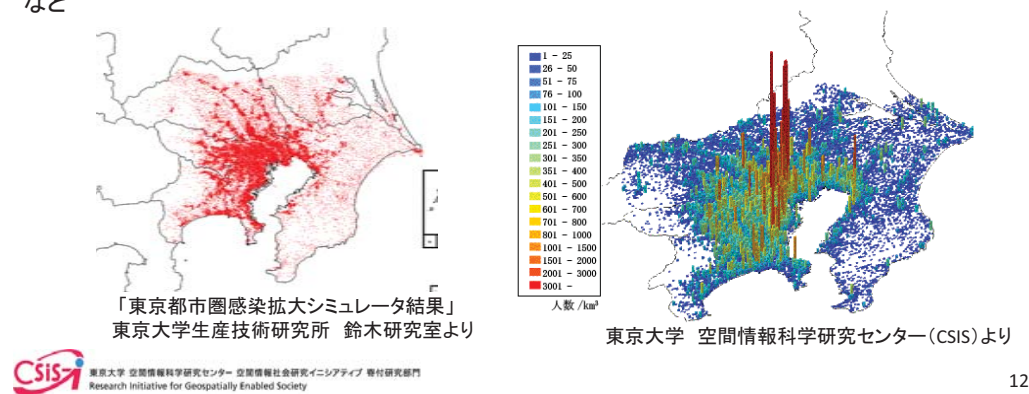 など
1 - 25
26 - 50
51 - 75
76 - 100
101 - 150
151 - 200
201 - 250
251 - 300
301 - 350
351 - 400
401 - 500
501 - 600
601 - 700
701 - 800
801 - 1000
1001 - 1500
1501 - 2000
2001 - 3000
3001 -
人数 /km²
「東京都市圏感染拡大シミュレータ結果」
東京大学生産技術研究所 鈴木研究室より
東京大学 空間情報科学研究センター(CSIS)より
CSiS-i
東京大学 空間情報科学研究センター 空間情報社会研究イニシアティブ 寄付研究部門
Research Initiative for Geospatially Enabled Society
12